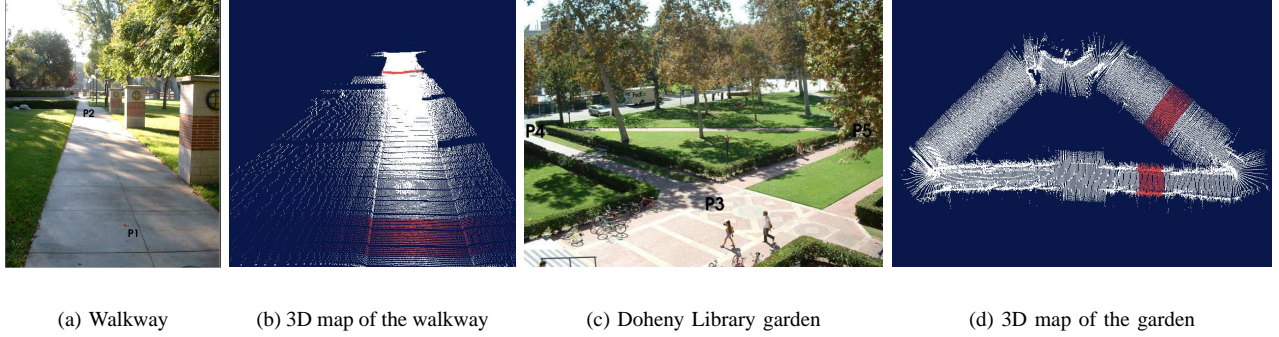 P2
P1
P4
P5
P3
(a) Walkway
(b) 3D map of the walkway
(c) Doheny Library garden
(d) 3D map of the garden